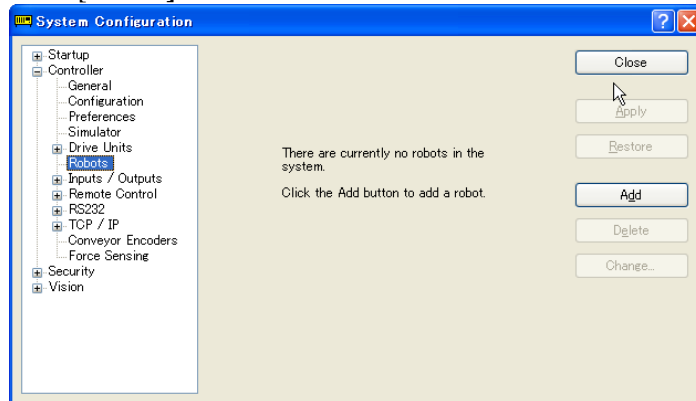 System Configuration
Startup
Controller
General
Configuration
Preferences
Simulator
Drive Units
Robots
Inputs / Outputs
Remote Control
RS232
TCP / IP
Conveyor Encoders
Force Sensing
Security
Vision
There are currently no robots in the
system.
Click the Add button to add a robot.
Close
Apply
Restore
Add
Delete
Change...